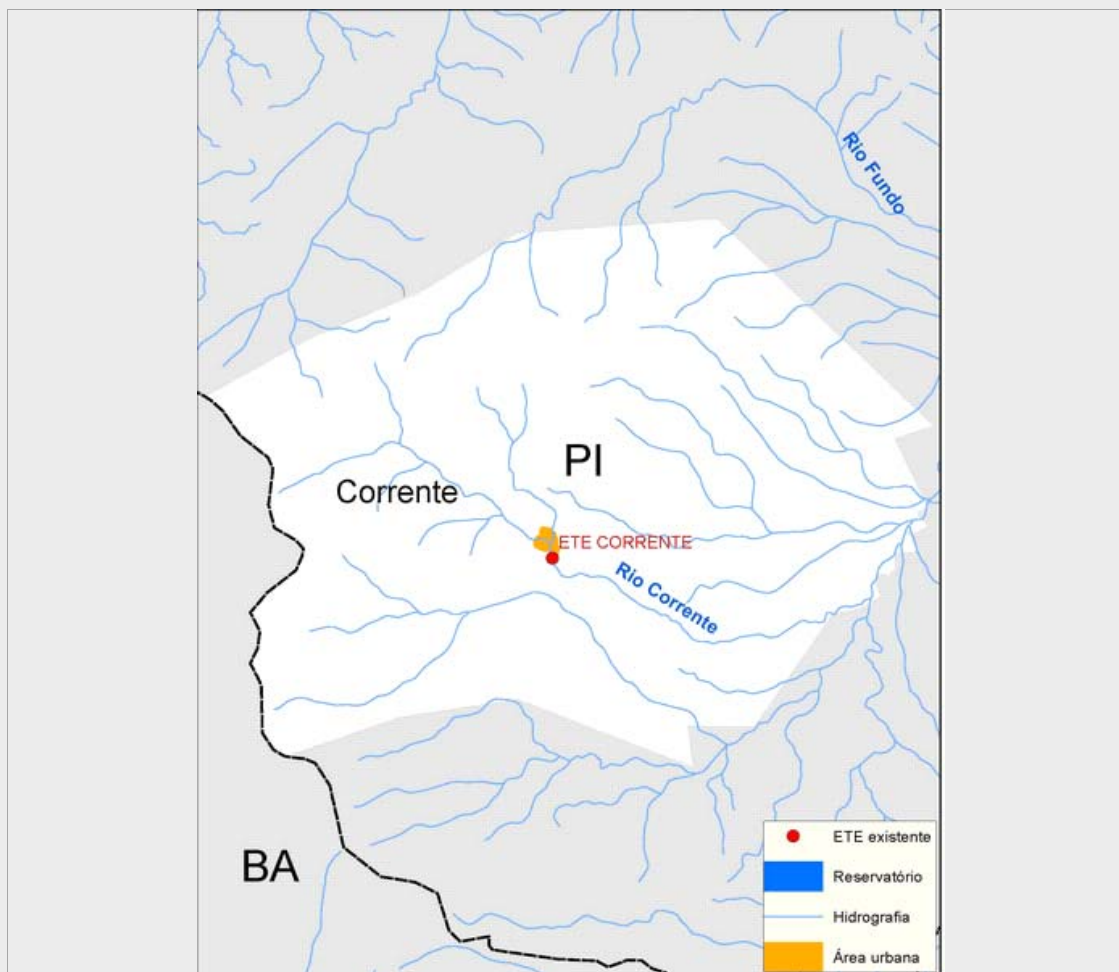 Rio Fundo
PI
Corrente
ETE CORRENTE
Rio Corrente
BA
ETE existente
Reservatório
Hidrografia
Área urbana